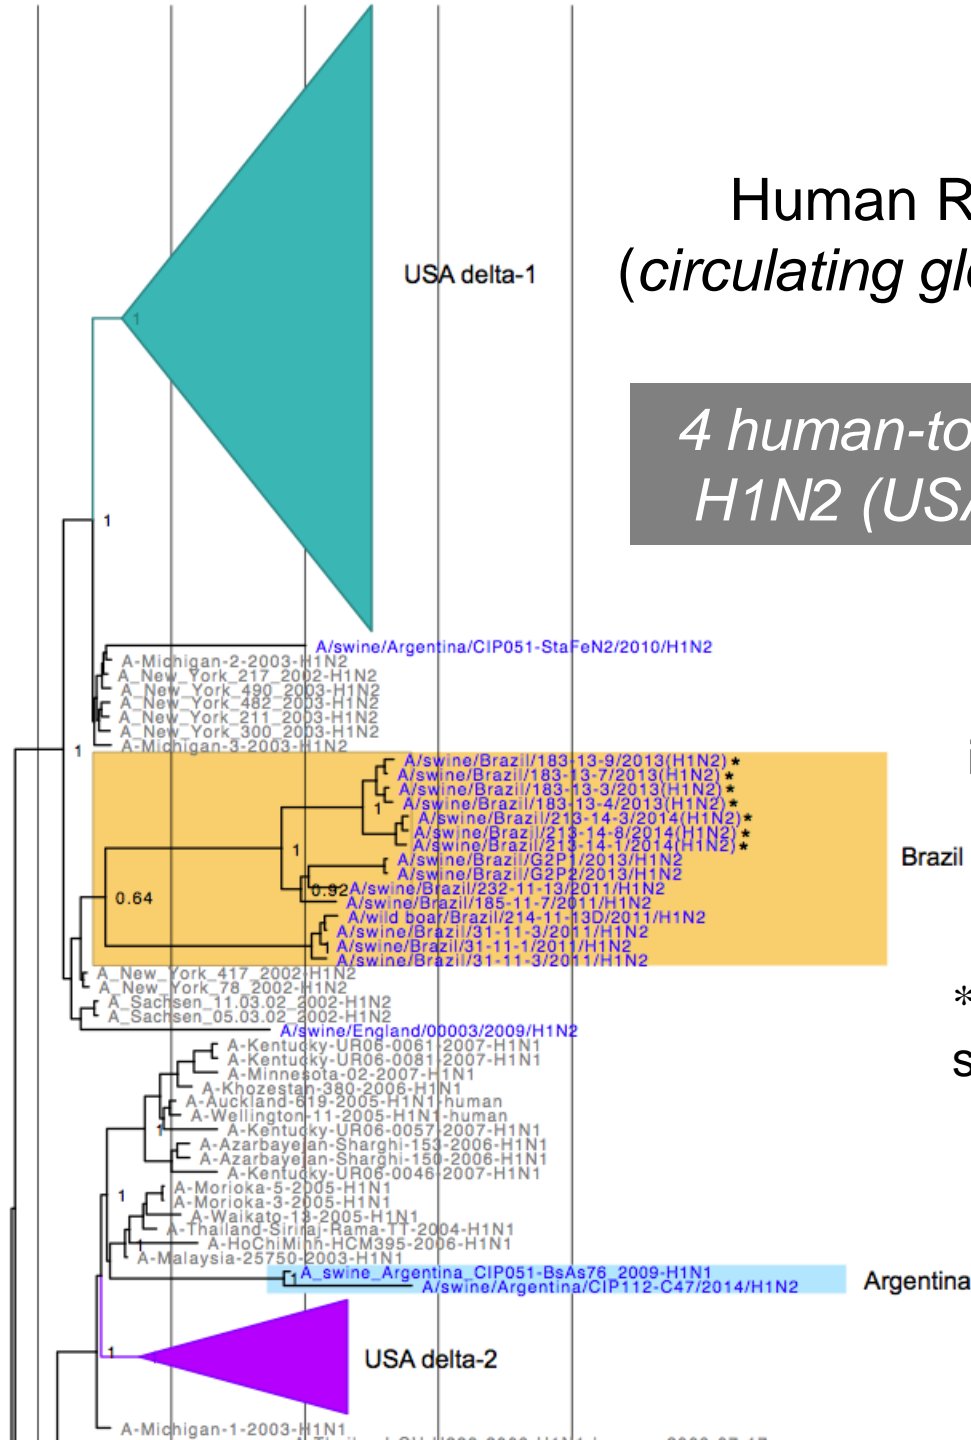 Human R
(circulating glo
USA delta-1
1
4 human-to
H1N2 (USA
1
A/swine/Argentina/CIP051-StaFeN2/2010/H1N2
A-Michigan-2-2003-H1N2
A_New_York_217_2002-H1N2
A_New_York_490_2003-H1N2
A_New_York_482_2003-H1N2
A_New_York_211_2003-H1N2
A_New_York_300_2003-H1N2
A-Michigan-3-2003-H1N2
1
A/swine/Brazil/183-13-9/2013(H1N2)*
A/swine/Brazil/183-13-7/2013(H1N2)*
A/swine/Brazil/183-13-3/2013(H1N2)*
A/swine/Brazil/183-13-4/2013(H1N2)*
1
A/swine/Brazil/213-14-3/2014(H1N2)*
A/swine/Brazil/213-14-8/2014(H1N2)*
A/swine/Brazil/213-14-1/2014(H1N2)*
1
Brazil
A/swine/Brazil/G2P1/2013/H1N2
A/swine/Brazil/G2P2/2013/H1N2
0.92
A/swine/Brazil/232-11-13/2011/H1N2
0.64
A/swine/Brazil/185-11-7/2011/H1N2
A/wild boar/Brazil/214-11-13D/2011/H1N2
A/swine/Brazil/31-11-3/2011/H1N2
A/swine/Brazil/31-11-1/2011/H1N2
A/swine/Brazil/31-11-3/2011/H1N2
A_New_York_417_2002-H1N2
A_New_York_78_2002-H1N2
*
A_Sachsen_11.03.02_2002-H1N2
A_Sachsen_05.03.02_2002-H1N2
A/swine/England/00003/2009/H1N2
A-Kentucky-UR06-0061-2007-H1N1
A-Kentucky-UR06-0081-2007-H1N1
s
A-Minnesota-02-2007-H1N1
A-Khozestan-380-2006-H1N1
A-Auckland-619-2005-H1N1-human
A-Wellington-11-2005-H1N1-human
1
A-Kentucky-UR06-0057-2007-H1N1
A-Azarbayejan-Sharghi-153-2006-H1N1
A-Azarbayejan-Sharghi-150-2006-H1N1
A-Kentucky-UR06-0046-2007-H1N1
1
A-Morioka-5-2005-H1N1
A-Morioka-3-2005-H1N1
A-Waikato-13-2005-H1N1
A-Thailand-Siriraj-Rama-TT-2004-H1N1
1
A-HoChiMinh-HCM395-2006-H1N1
A-Malaysia-25750-2003-H1N1
1
A_swine_Argentina_CIP051-BsAs76_2009-H1N1
A/swine/Argentina/CIP112-C47/2014/H1N2
Argentina
1
USA delta-2
A-Michigan-1-2003-H1N1